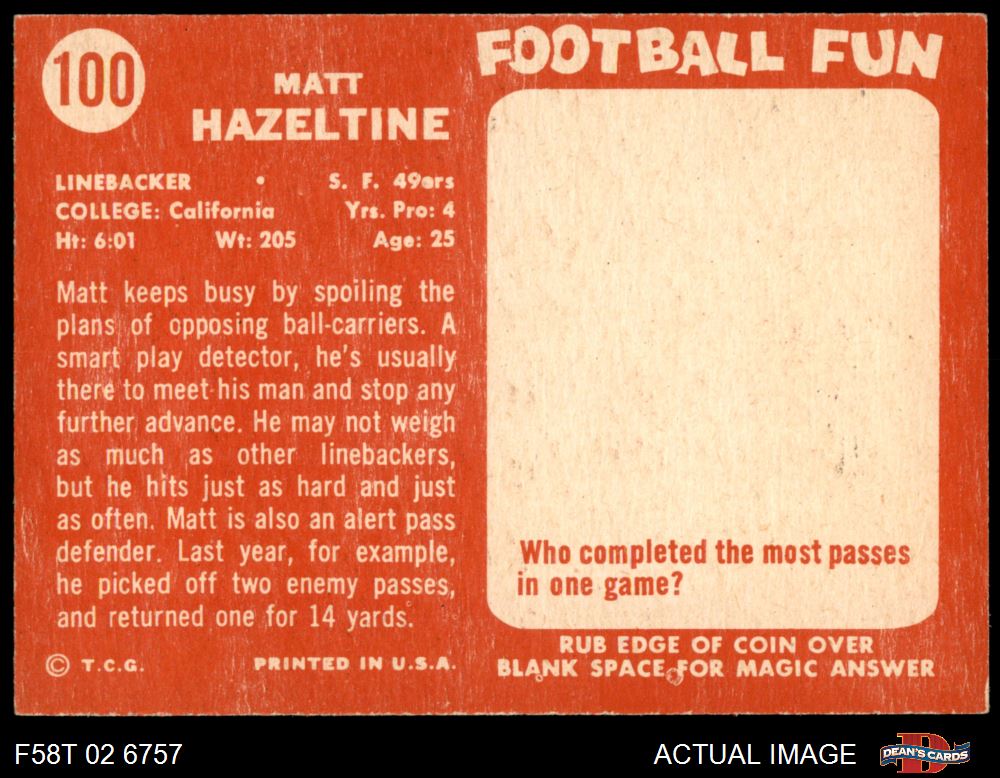 100
MATT
HAZELTINE
LINEBACKER • S. F. 49ers
COLLEGE: California Yrs. Pro: 4
Ht: 6:01 Wt: 205 Age: 25
Matt keeps busy by spoiling the
plans of opposing ball-carriers. A
smart play detector, he's usually
there to meet his man and stop any
further advance. He may not weigh
as much as other linebackers,
but he hits just as hard and just
as often. Matt is also an alert pass
defender. Last year, for example,
he picked off two enemy passes,
and returned one for 14 yards.
© T.C.G. PRINTED IN U.S.A.
FOOTBALL FUN
Who completed the most passes
in one game?
RUB EDGE OF COIN OVER
BLANK SPACE FOR MAGIC ANSWER
F58T 02 6757
ACTUAL IMAGE
D
DEAN'S CARDS